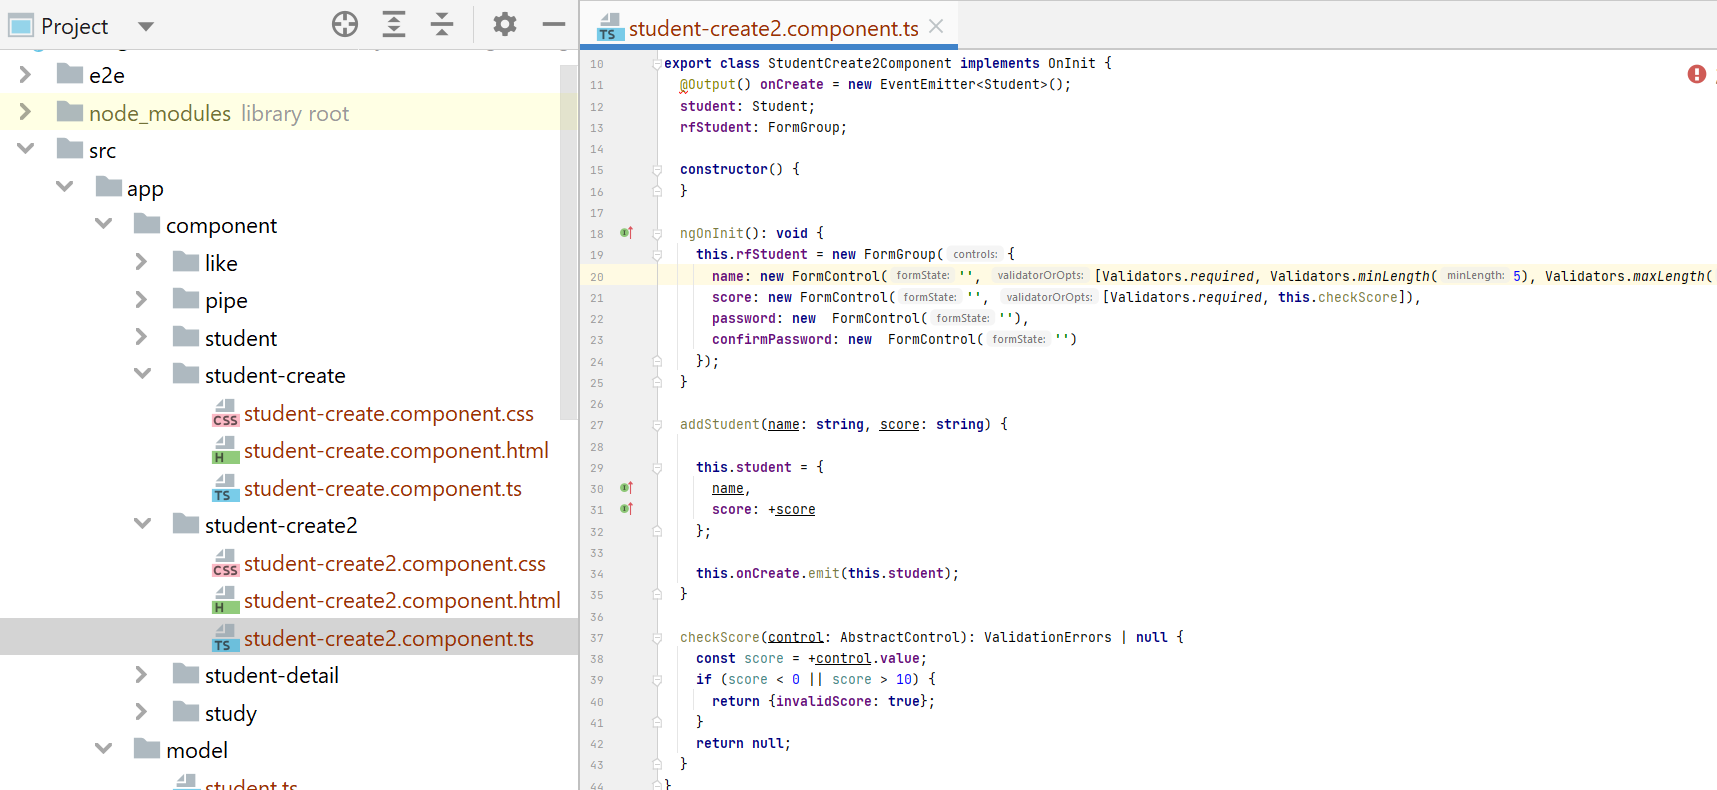 Project
e2e
node_modules library root
src
app
component
like
pipe
student
student-create
CSS student-create.component.css
H student-create.component.html
TS student-create.component.ts
student-create2
CSS student-create2.component.css
H student-create2.component.html
TS student-create2.component.ts
student-detail
study
model
student.ts
TS student-create2.component.ts
10 export class StudentCreate2Component implements OnInit {
11 @Output() onCreate = new EventEmitter<Student>();
12 student: Student;
13 rfStudent: FormGroup;
14
15 constructor() {
16 }
17
18 ngOnInit(): void {
19 this.rfStudent = new FormGroup( controls: {
20 name: new FormControl( formState: '', validatorOrOpts: [Validators.required, Validators.minLength( minLength: 5), Validators.maxLength(
21 score: new FormControl( formState: '', validatorOrOpts: [Validators.required, this.checkScore]),
22 password: new FormControl( formState: ''),
23 confirmPassword: new FormControl( formState: '')
24 });
25 }
26
27 addStudent(name: string, score: string) {
28
29 this.student = {
30 name,
31 score: +score
32 };
33
34 this.onCreate.emit(this.student);
35 }
36
37 checkScore(control: AbstractControl): ValidationErrors | null {
38 const score = +control.value;
39 if (score < 0 || score > 10) {
40 return {invalidScore: true};
41 }
42 return null;
43 }
44 }